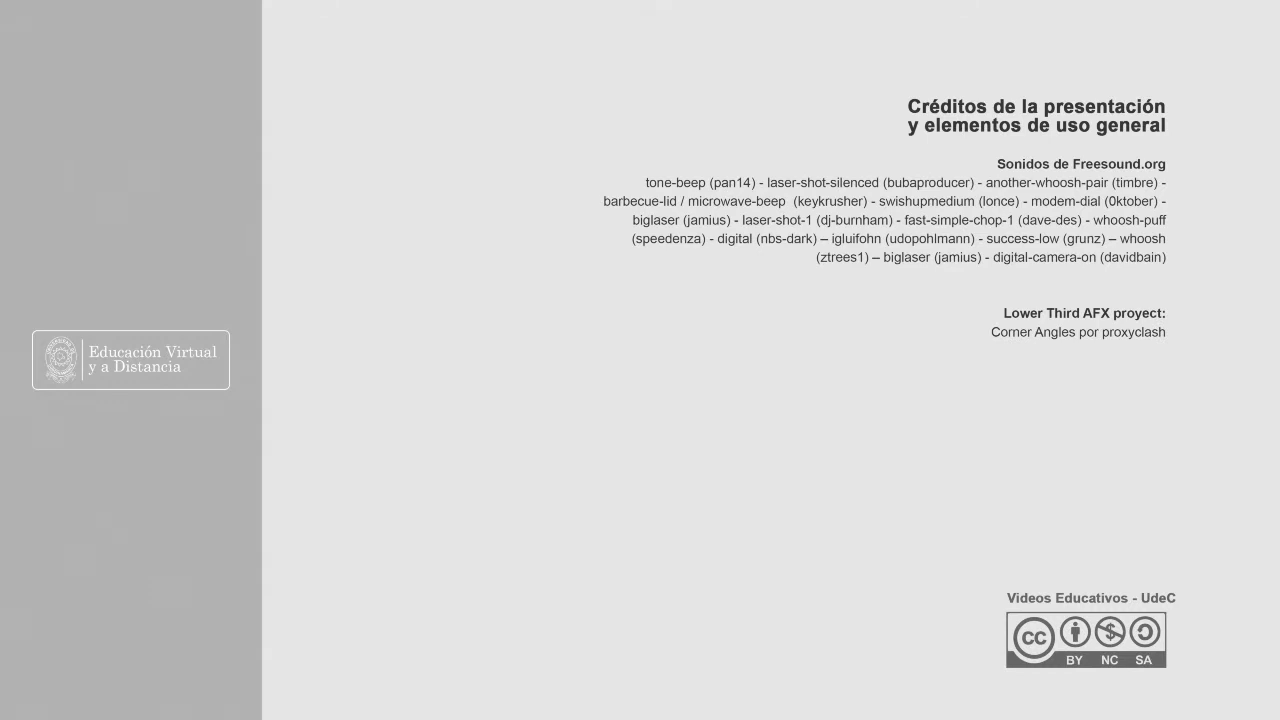 Créditos de la presentación
y elementos de uso general
Sonidos de Freesound.org
tone-beep (pan14) - laser-shot-silenced (bubaproducer) - another-whoosh-pair (timbre) -
barbecue-lid / microwave-beep  (keykrusher) - swishupmedium (lonce) - modem-dial (0ktober) -
biglaser (jamius) - laser-shot-1 (dj-burnham) - fast-simple-chop-1 (dave-des) - whoosh-puff
(speedenza) - digital (nbs-dark) – igluifohn (udopohlmann) - success-low (grunz) – whoosh
(ztrees1) – biglaser (jamius) - digital-camera-on (davidbain)
Lower Third AFX proyect:
Corner Angles por proxyclash
Educación Virtual
y a Distancia
Videos Educativos - UdeC
cc
BY NC SA